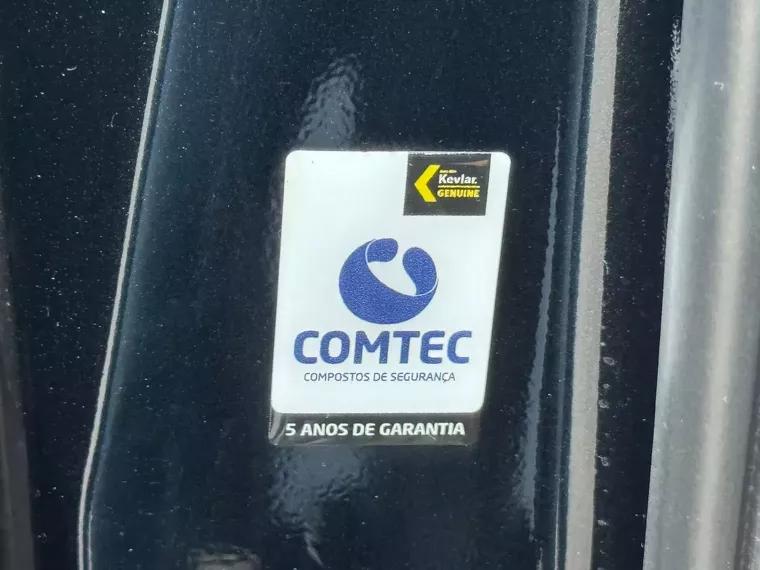 Kevlar.
GENUINE
COMTEC
COMPOSTOS DE SEGURANÇA
5 ANOS DE GARANTIA